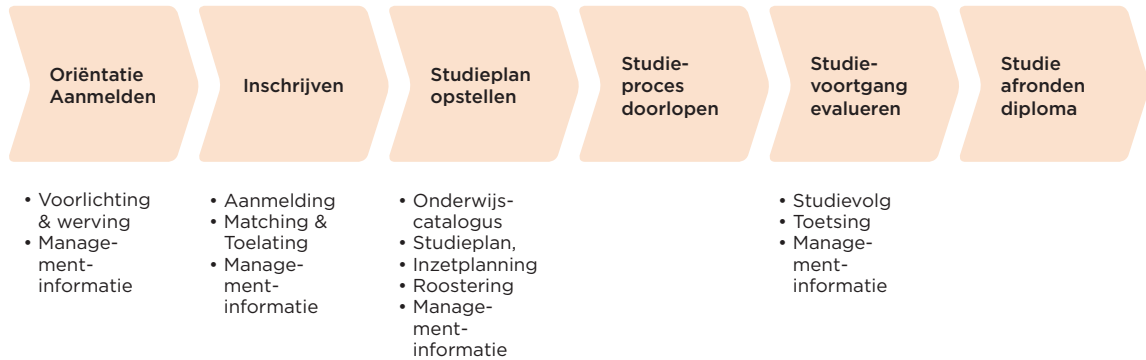 Oriëntatie
Aanmelden
Inschrijven
Studieplan
opstellen
Studie-
proces
doorlopen
Studie-
voortgang
evalueren
Studie
afronden
diploma
• Voorlichting
& werving
• Manage-
ment-
informatie
• Aanmelding
• Matching &
Toelating
• Manage-
ment-
informatie
• Onderwijs-
catalogus
• Studieplan,
• Inzetplanning
• Roostering
• Manage-
ment-
informatie
• Studievolg
• Toetsing
• Manage-
ment-
informatie